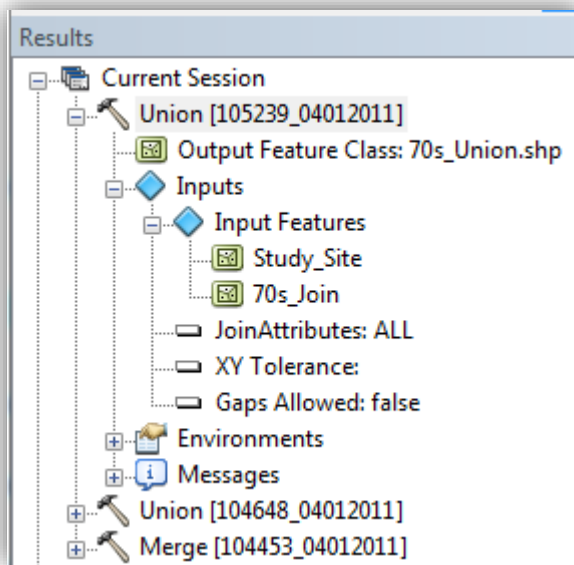 Results
Current Session
Union [105239_04012011]
Output Feature Class: 70s_Union.shp
Inputs
Input Features
Study_Site
70s_Join
JoinAttributes: ALL
XY Tolerance:
Gaps Allowed: false
Environments
Messages
Union [104648_04012011]
Merge [104453_04012011]